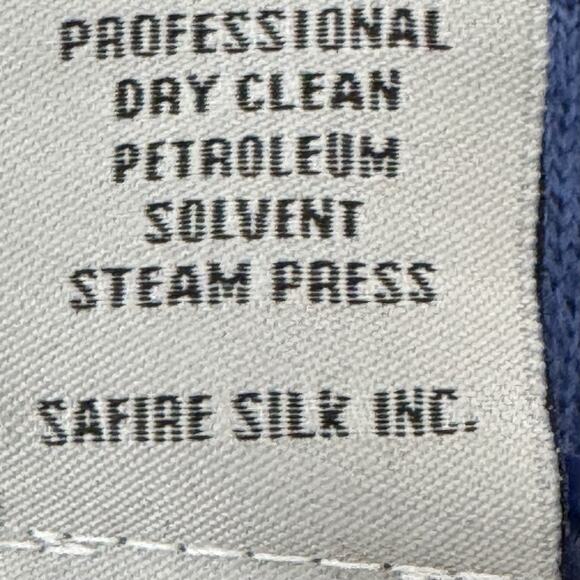 PROFESSIONAL
DRY CLEAN
PETROLEUM
SOLVENT
STEAM PRESS
SAFIRE SILK INC.